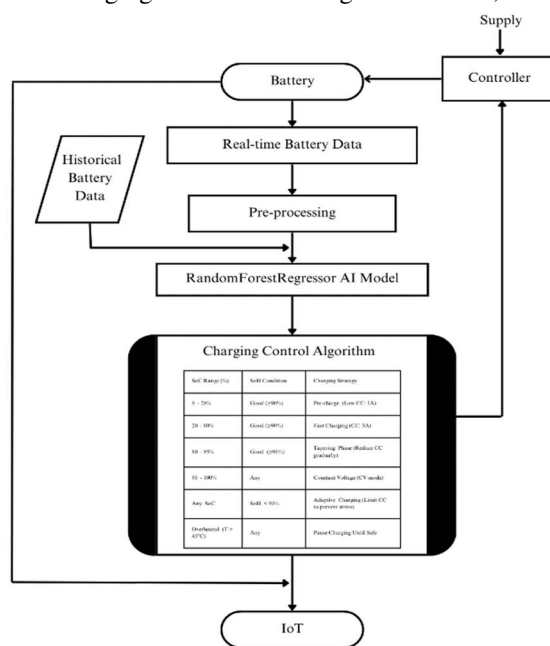 Supply
Battery
Controller
Real-time Battery Data
Historical
Battery
Data
Pre-processing
RandomForestRegressor AI Model
Charging Control Algorithm
SoC Range (%) SoH Condition Charging Strategy
0 - 20% Good (≥90%) Pre-charge (Low CC: 1A)
20 - 80% Good (≥90%) Fast Charging (CC: 5A)
80 - 95% Good (≥90%) Tapering Phase (Reduce CC
gradually)
95 - 100% Any Constant Voltage (CV mode)
Any SoC SoH < Adaptive Charging (Limit CC
to prevent stress)
Overheated (T >
45°C) Any Pause Charging Until Safe
IoT